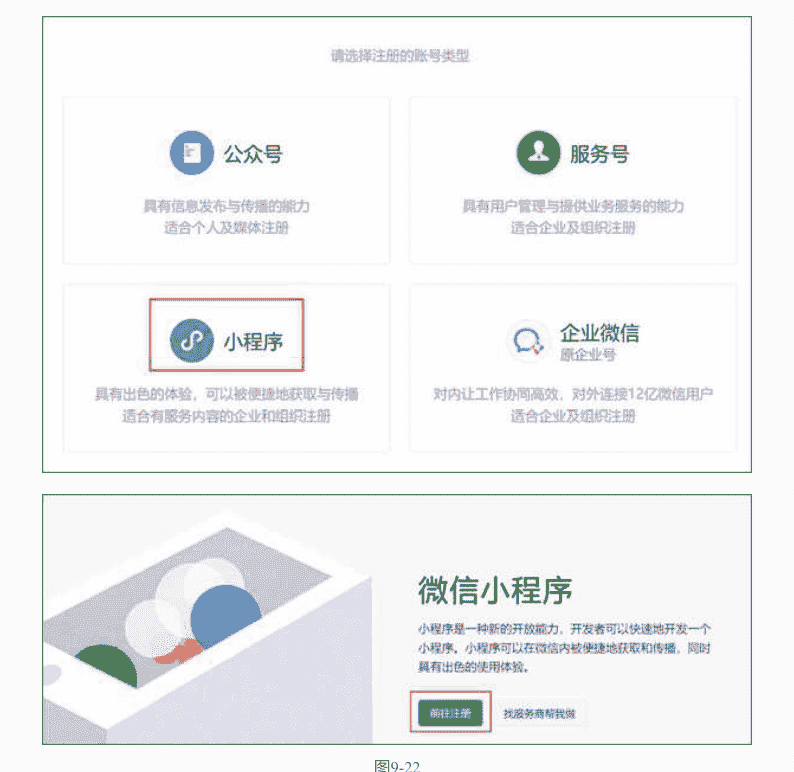 请选择注册的账号类型
公众号
具有信息发布与传播的能力
适合个人及媒体注册
服务号
具有用户管理与提供业务服务的能力
适合企业及组织注册
小程序
具有出色的体验，可以被便捷地获取与传播
适合有服务内容的企业和组织注册
企业微信
原企业号
对内让工作协同高效，对外连接12亿微信用户
适合企业及组织注册
微信小程序
小程序是一种新的开放能力，开发者可以快速地开发一个
小程序。小程序可以在微信内被便捷地获取和传播，同时
具有出色的使用体验。
前往注册
找服务商帮我做
图9-22